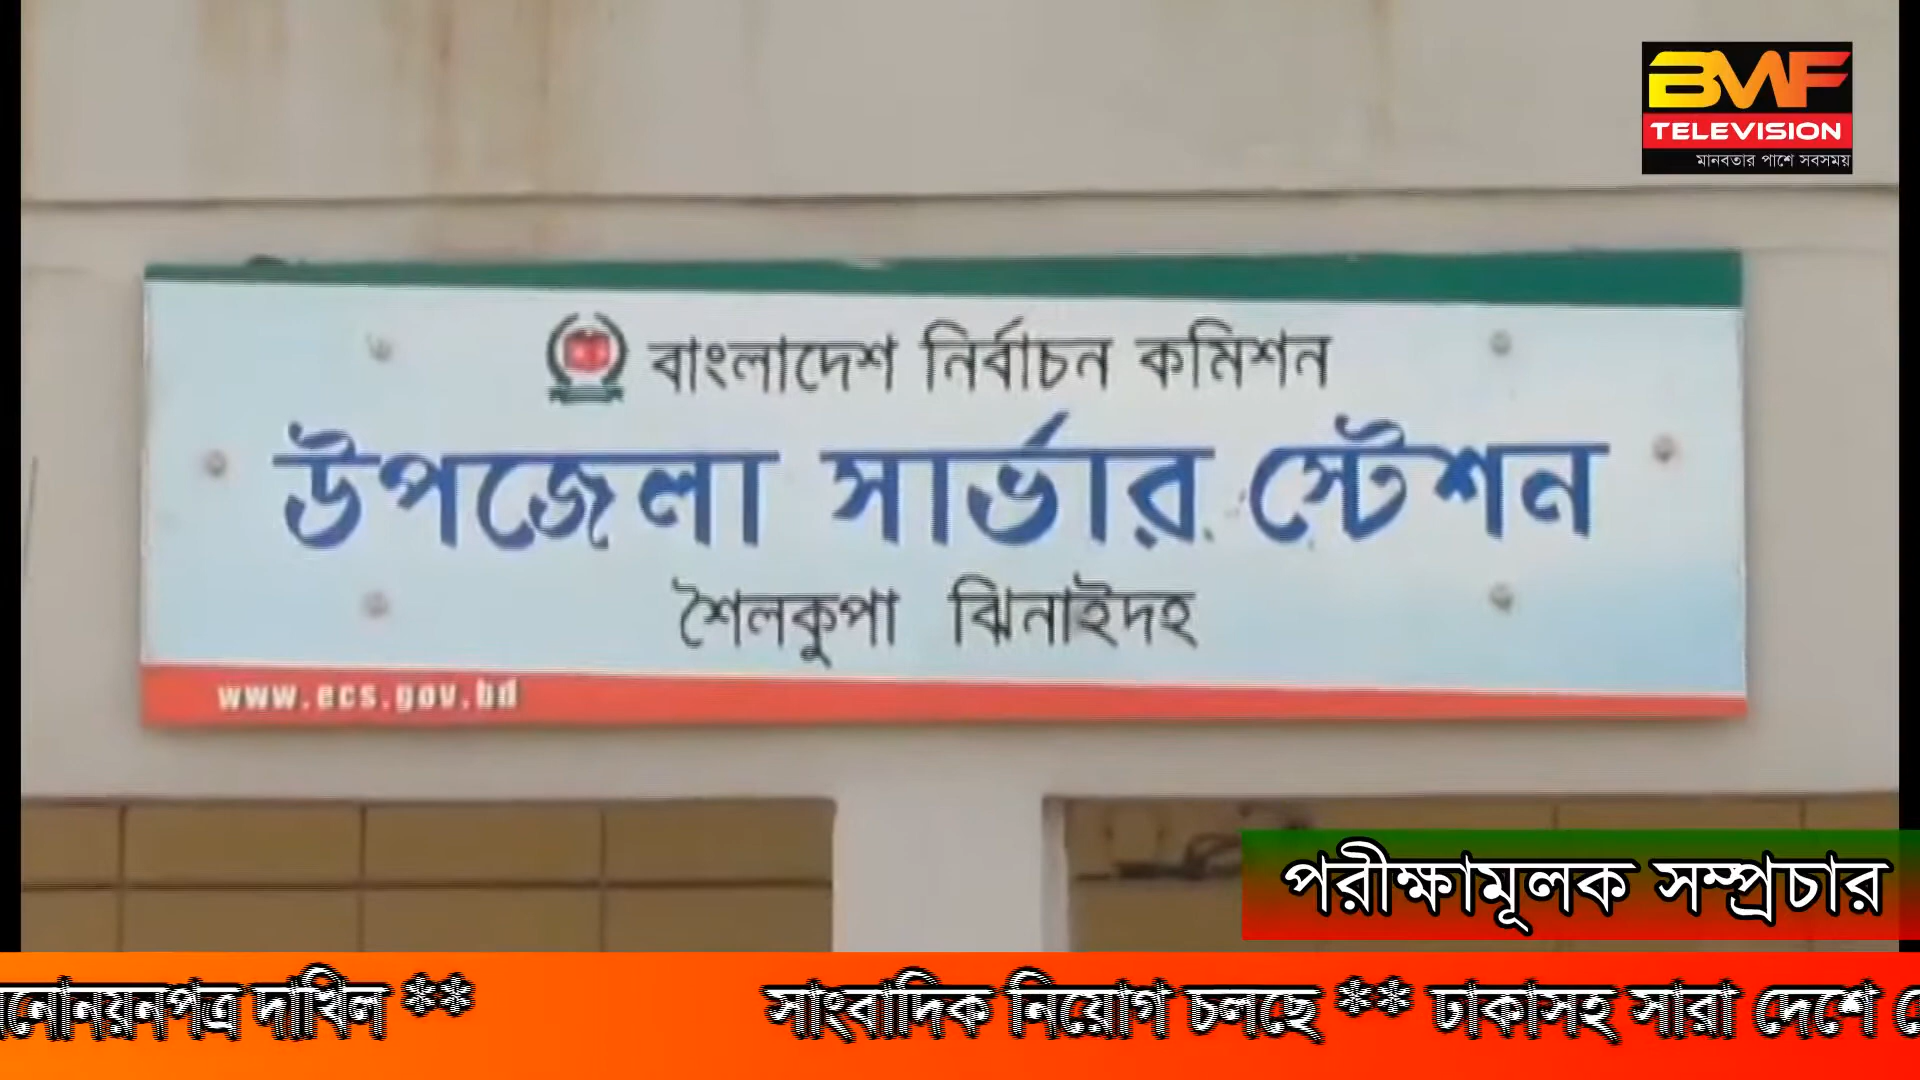 BMF
TELEVISION
মানবতার পাশে সবসময়
বাংলাদেশ নির্বাচন কমিশন
উপজেলা সার্ভার স্টেশন
শৈলকুপা ঝিনাইদহ
www.ecs.gov.bd
পরীক্ষামূলক সম্প্রচার
দাখিল ** সাংবাদিক নিয়োগ চলছে ** ঢাকাসহ সারা দেশে